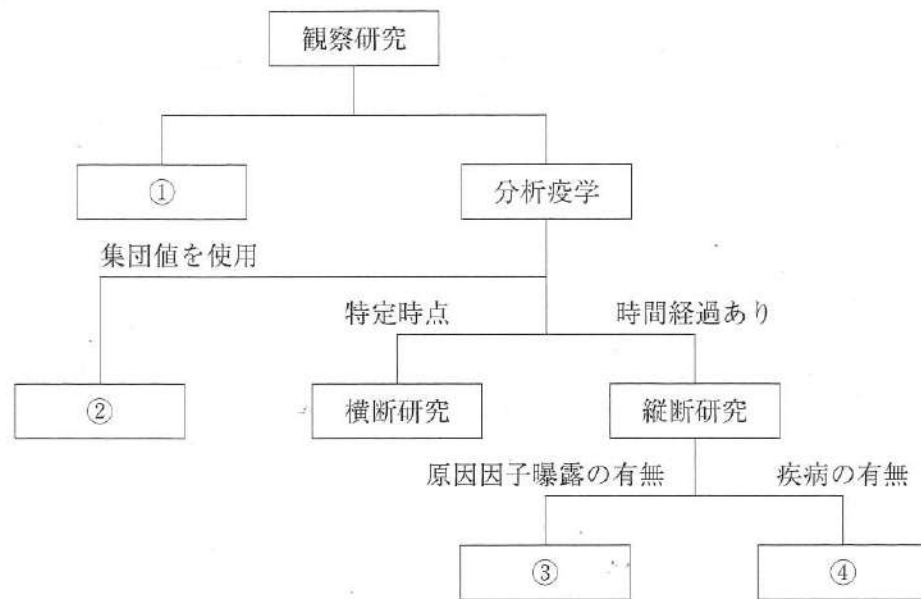 観察研究
①
分析疫学
集団値を使用
特定時点
時間経過あり
②
横断研究
縦断研究
原因因子曝露の有無
疾病の有無
③
④